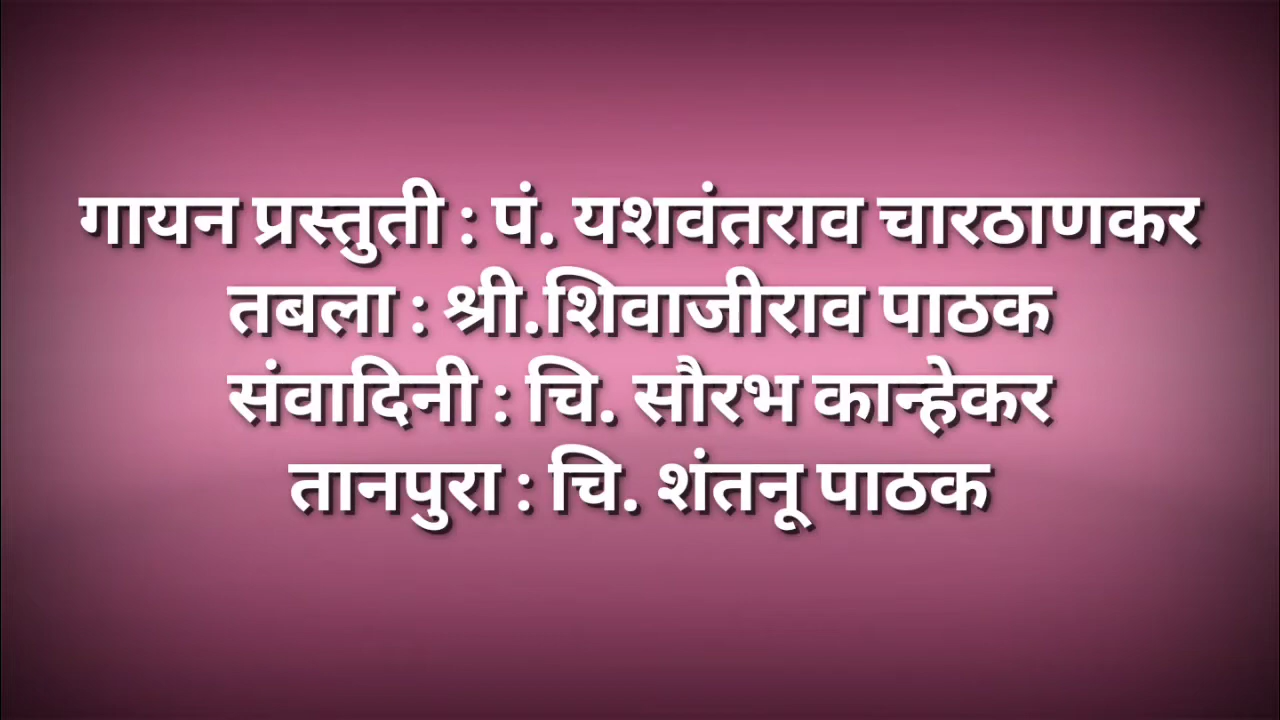 गायन प्रस्तुती : पं. यशवंतराव चारठाणकर
तबला : श्री.शिवाजीराव पाठक
संवादिनी : चि. सौरभ कान्हेकर
तानपुरा : चि. शंतनू पाठक